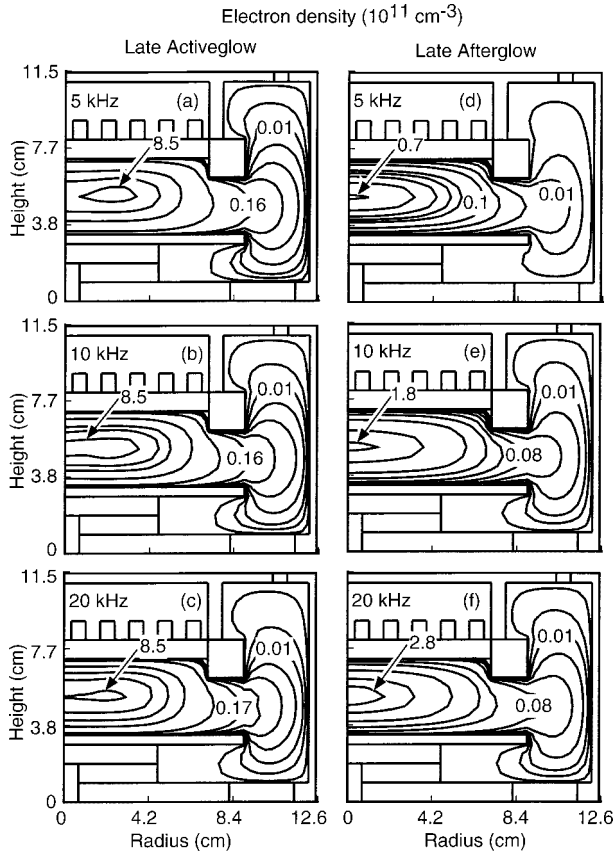 Electron density (10¹¹ cm⁻³)
Late Activeglow
Late Afterglow
11.5
5 kHz
(a)
8.5
0.01
7.7
0.16
3.8
0
Height (cm)
5 kHz
(d)
0.7
0.1
0.01
11.5
10 kHz
(b)
8.5
0.01
7.7
0.16
3.8
0
Height (cm)
10 kHz
(e)
1.8
0.01
0.08
11.5
20 kHz
(c)
8.5
0.01
7.7
0.17
3.8
0
Height (cm)
20 kHz
(f)
2.8
0.01
0.08
0 4.2 8.4 12.6
Radius (cm)
0 4.2 8.4 12.6
Radius (cm)